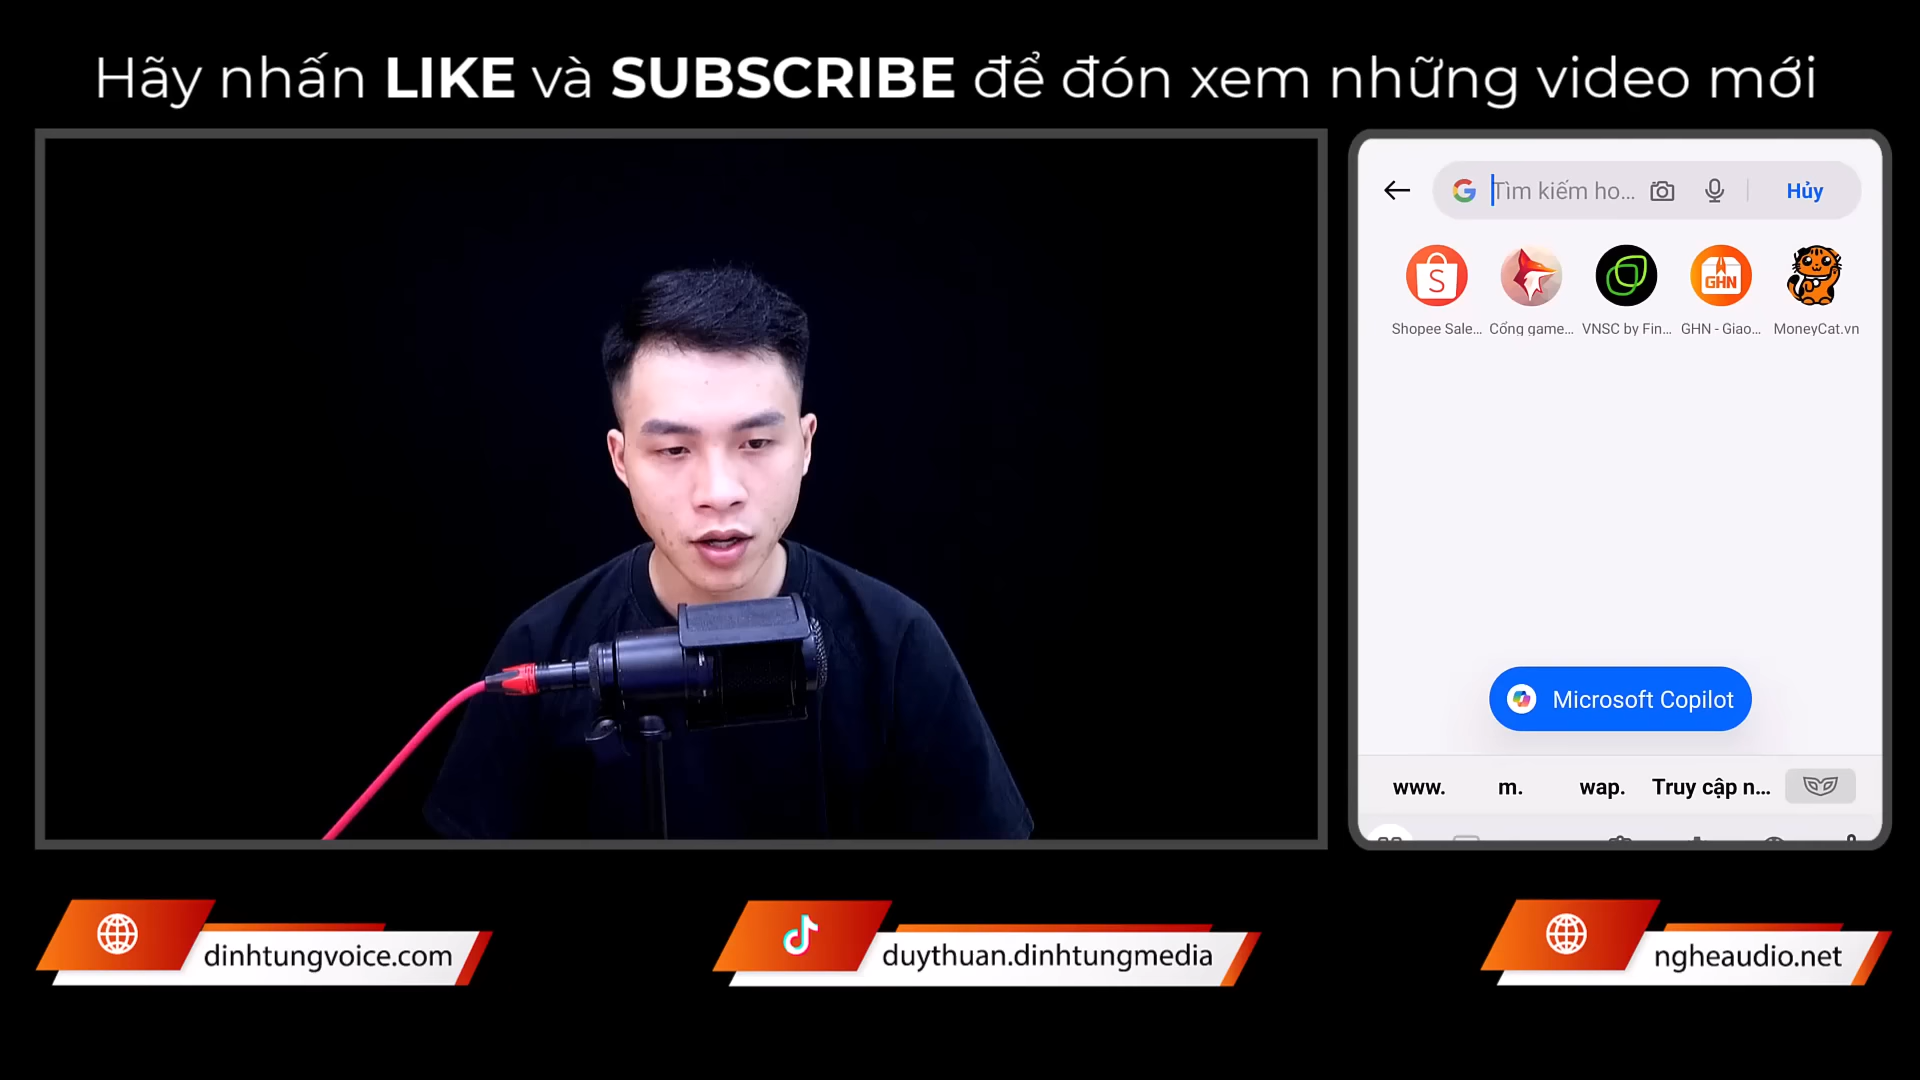 Hãy nhấn LIKE và SUBSCRIBE để đón xem những video mới
Tìm kiếm ho...
Hủy
S
GHN
Shopee Sale...
Cổng game...
VNSC by Fin...
GHN - Giao...
MoneyCat.vn
Microsoft Copilot
www.
m.
wap.
Truy cập n...
dinhtungvoice.com
duythuan.dinhtungmedia
ngheaudio.net